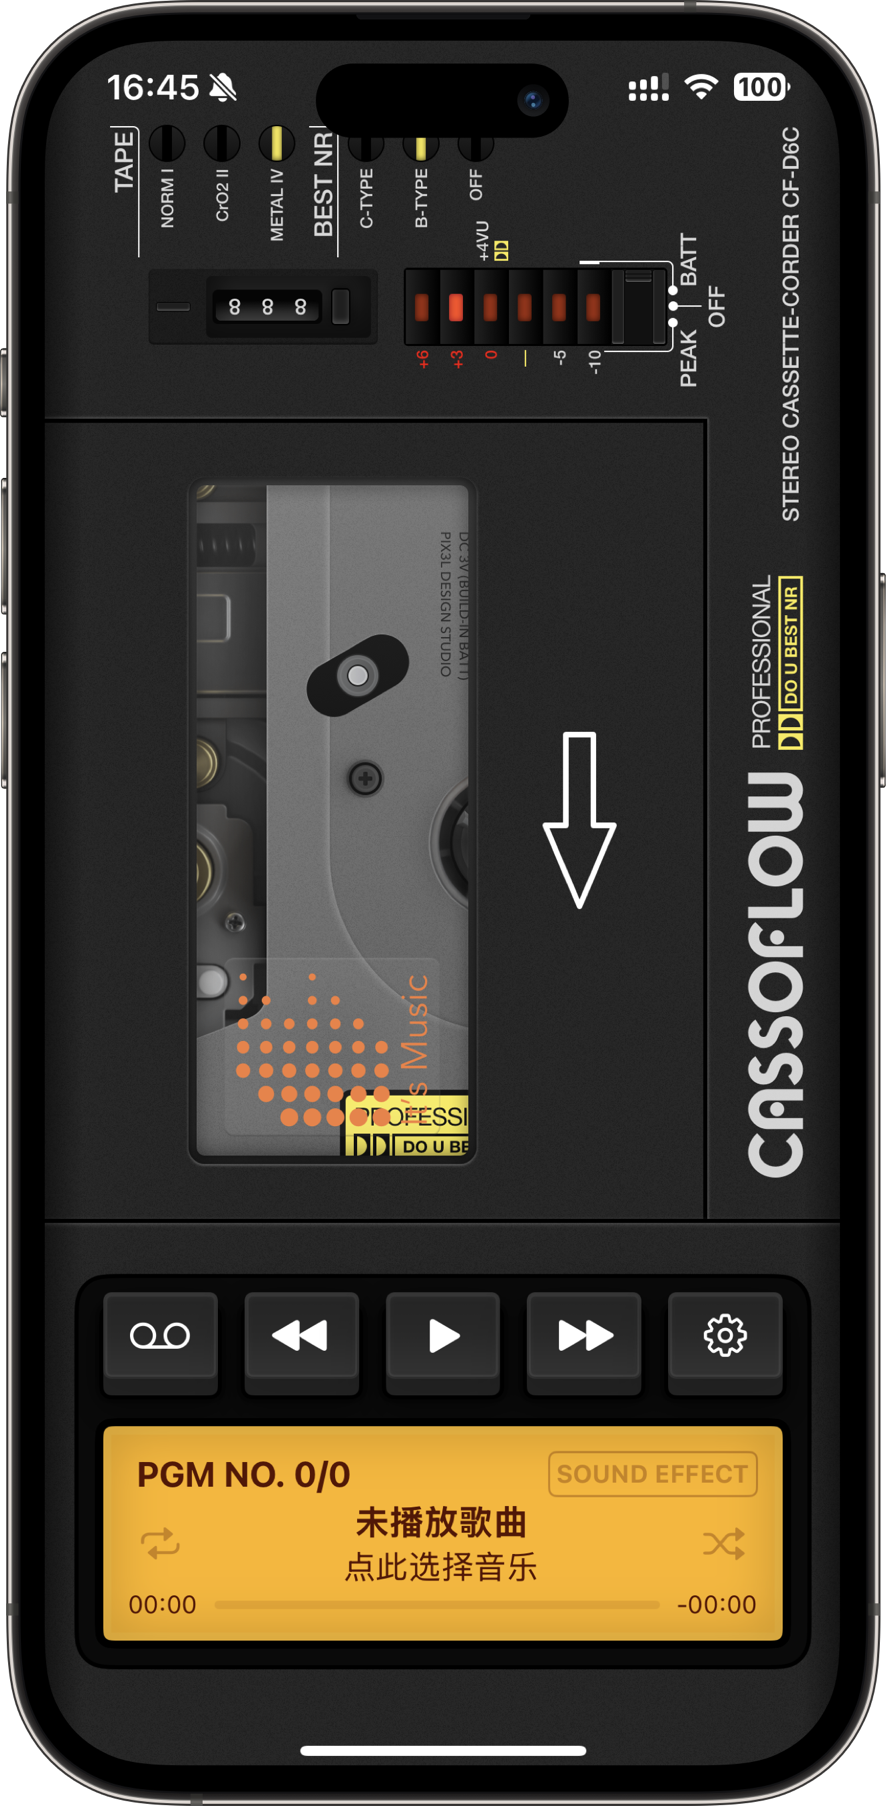 16:45
100
TAPE
NORM I
CrO2 II
METAL IV
BEST NR
C-TYPE
B-TYPE
OFF
+4VU
888
+6
+3
0
-5
-10
BATT
OFF
PEAK
STEREO CASSETTE-CORDER CF-D6C
DC 3V (BUILD-IN BATT)
PIX3L DESIGN STUDIO
PROFESSIONAL
DO U BEST NR
CASSOFLOW
It's Music
PROFESSI
DO U BE
PGM NO. 0/0
SOUND EFFECT
未播放歌曲
点此选择音乐
00:00
-00:00